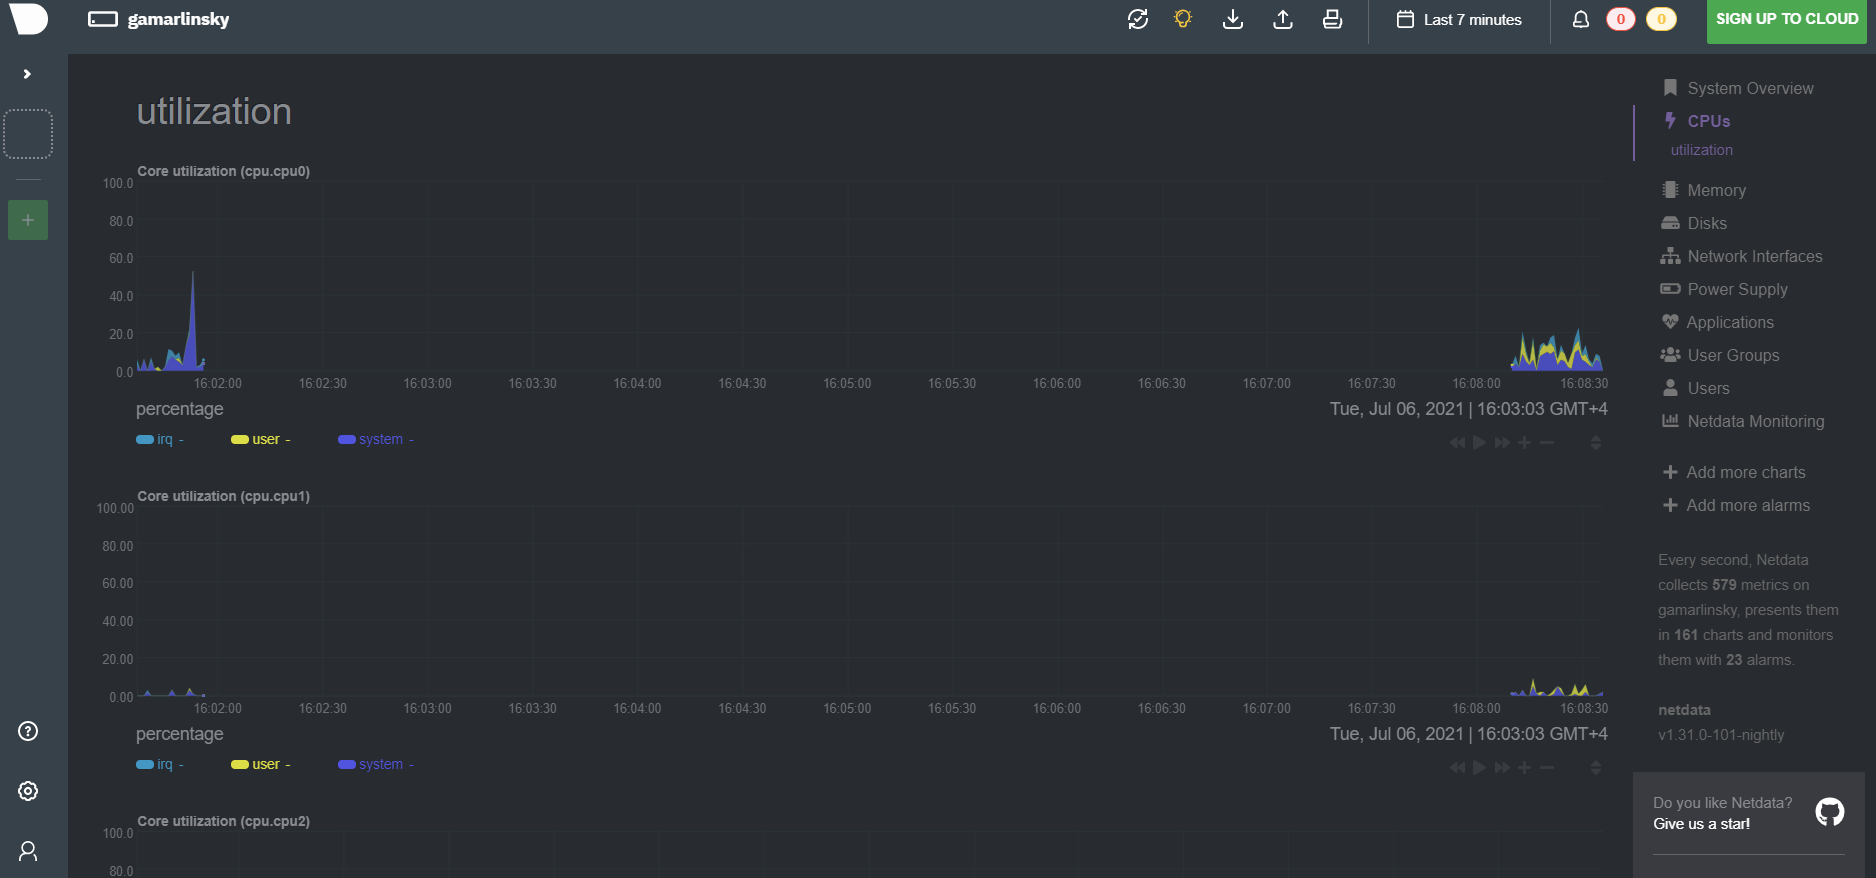 gamarlinsky
Last 7 minutes
0
0
SIGN UP TO CLOUD
utilization
Core utilization (cpu.cpu0)
100.0
80.0
60.0
40.0
20.0
0.0
16:02:00 16:02:30 16:03:00 16:03:30 16:04:00 16:04:30 16:05:00 16:05:30 16:06:00 16:06:30 16:07:00 16:07:30 16:08:00 16:08:30
percentage
Tue, Jul 06, 2021 | 16:03:03 GMT+4
irq - user - system -
Core utilization (cpu.cpu1)
100.00
80.00
60.00
40.00
20.00
0.00
16:02:00 16:02:30 16:03:00 16:03:30 16:04:00 16:04:30 16:05:00 16:05:30 16:06:00 16:06:30 16:07:00 16:07:30 16:08:00 16:08:30
percentage
Tue, Jul 06, 2021 | 16:03:03 GMT+4
irq - user - system -
Core utilization (cpu.cpu2)
100.0
80.0
System Overview
CPUs
utilization
Memory
Disks
Network Interfaces
Power Supply
Applications
User Groups
Users
Netdata Monitoring
Add more charts
Add more alarms
Every second, Netdata
collects 579 metrics on
gamarlinsky, presents them
in 161 charts and monitors
them with 23 alarms.
netdata
v1.31.0-101-nightly
Do you like Netdata?
Give us a star!